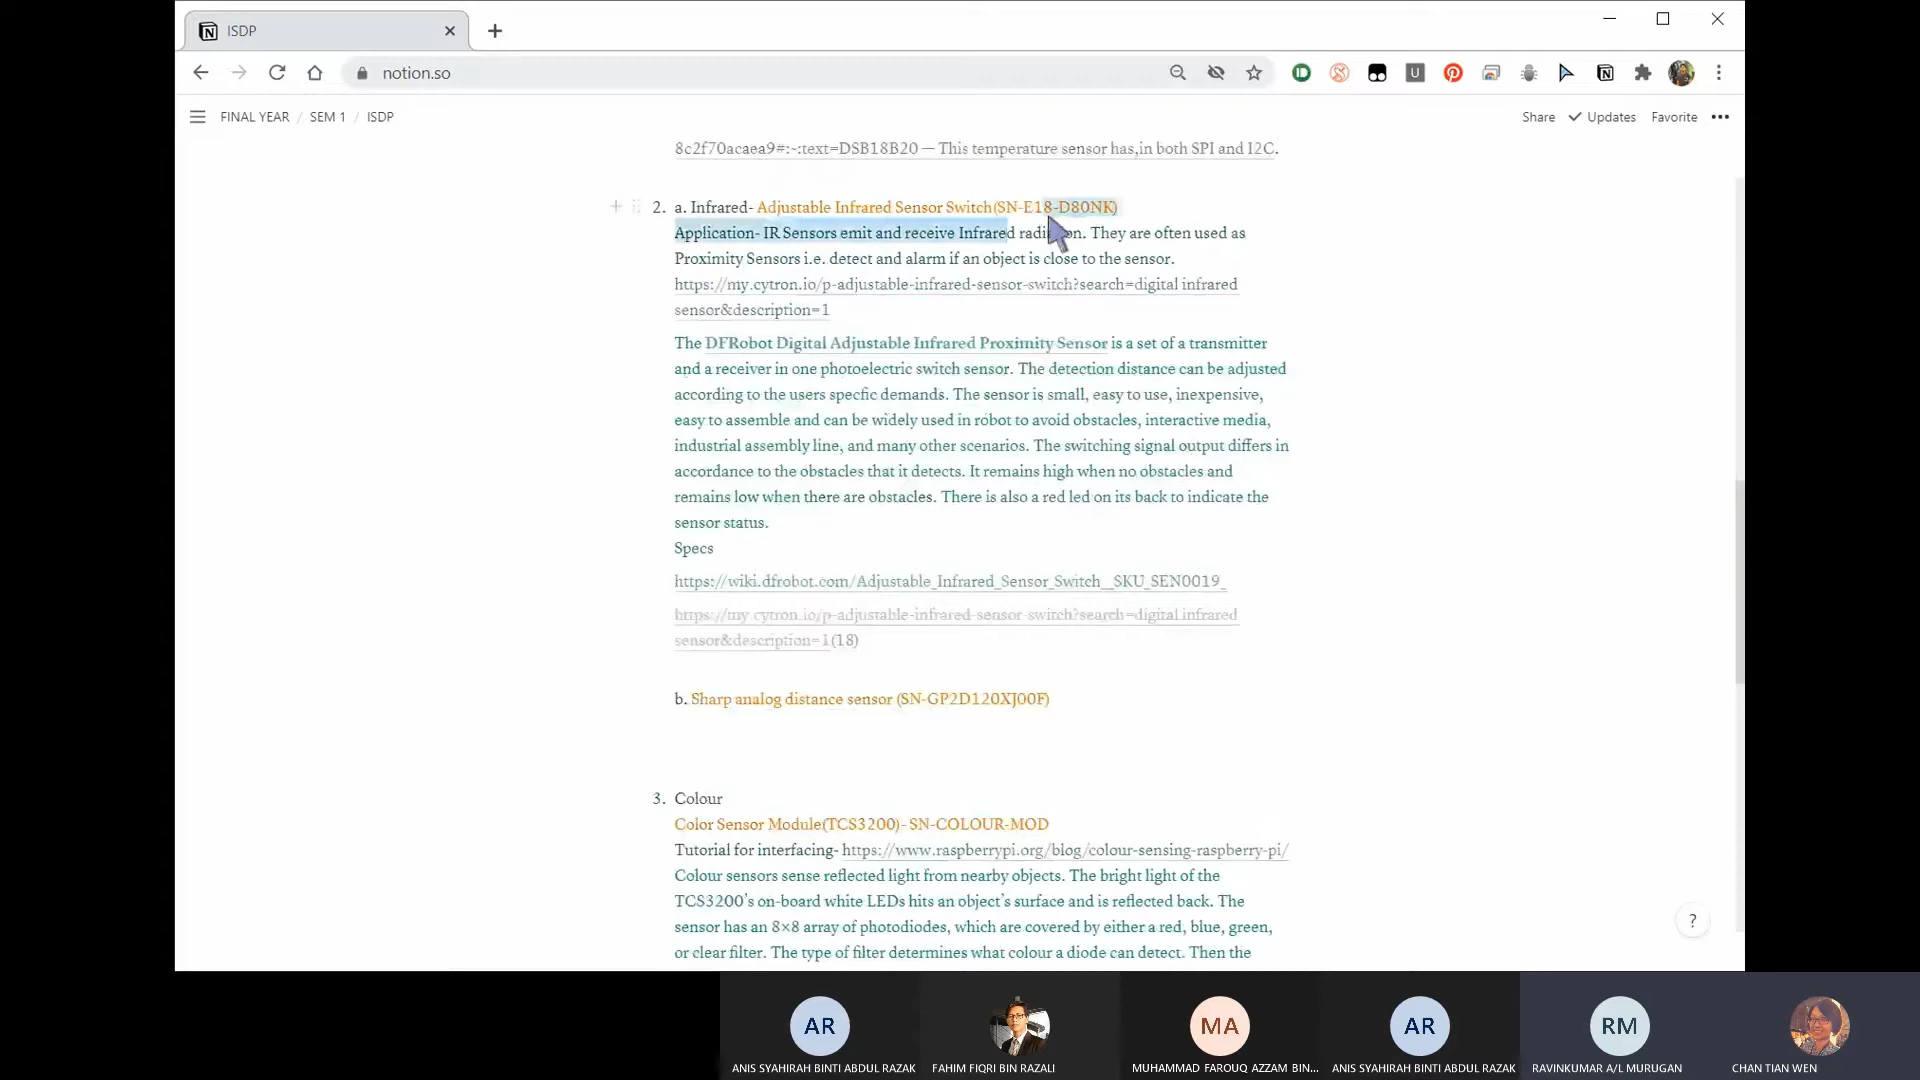 ISDP
notion.so
FINAL YEAR / SEM 1 / ISDP
Share
Updates
Favorite
8c2f70acaea9#:~:text=DSB18B20 — This temperature sensor has,in both SPI and I2C.
2. a. Infrared- Adjustable Infrared Sensor Switch(SN-E18-D80NK)
Application- IR Sensors emit and receive Infrared radiation. They are often used as
Proximity Sensors i.e. detect and alarm if an object is close to the sensor.
https://my.cytron.io/p-adjustable-infrared-sensor-switch?search=digital infrared
sensor&description=1
The DFRobot Digital Adjustable Infrared Proximity Sensor is a set of a transmitter
and a receiver in one photoelectric switch sensor. The detection distance can be adjusted
according to the users specfic demands. The sensor is small, easy to use, inexpensive,
easy to assemble and can be widely used in robot to avoid obstacles, interactive media,
industrial assembly line, and many other scenarios. The switching signal output differs in
accordance to the obstacles that it detects. It remains high when no obstacles and
remains low when there are obstacles. There is also a red led on its back to indicate the
sensor status.
Specs
https://wiki.dfrobot.com/Adjustable_Infrared_Sensor_Switch__SKU_SEN0019_
https://my.cytron.io/p-adjustable-infrared-sensor-switch?search=digital infrared
sensor&description=1(18)
b. Sharp analog distance sensor (SN-GP2D120XJ00F)
3. Colour
Color Sensor Module(TCS3200)- SN-COLOUR-MOD
Tutorial for interfacing- https://www.raspberrypi.org/blog/colour-sensing-raspberry-pi/
Colour sensors sense reflected light from nearby objects. The bright light of the
TCS3200's on-board white LEDs hits an object's surface and is reflected back. The
sensor has an 8×8 array of photodiodes, which are covered by either a red, blue, green,
or clear filter. The type of filter determines what colour a diode can detect. Then the
?
AR
MA
AR
RM
ANIS SYAHIRAH BINTI ABDUL RAZAK
FAHIM FIQRI BIN RAZALI
MUHAMMAD FAROUQ AZZAM BIN...
ANIS SYAHIRAH BINTI ABDUL RAZAK
RAVINKUMAR A/L MURUGAN
CHAN TIAN WEN